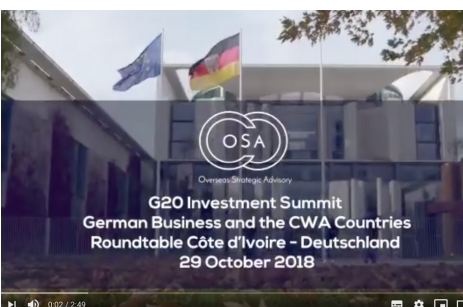 OSA
Overseas Strategic Advisory
G20 Investment Summit
German Business and the CWA Countries
Roundtable Côte d'Ivoire - Deutschland
29 October 2018
0:02 / 2:49